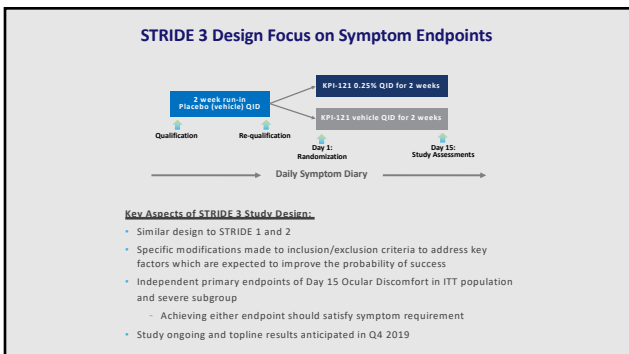 STRIDE 3 Design Focus on Symptom Endpoints
KPI-121 0.25% QID for 2 weeks
2 week run-in
Placebo (vehicle) QID
KPI-121 vehicle QID for 2 weeks
Qualification
Re-qualification
Day 1:
Randomization
Day 15:
Study Assessments
Daily Symptom Diary
Key Aspects of STRIDE 3 Study Design:
• Similar design to STRIDE 1 and 2
• Specific modifications made to inclusion/exclusion criteria to address key
factors which are expected to improve the probability of success
• Independent primary endpoints of Day 15 Ocular Discomfort in ITT population
and severe subgroup
- Achieving either endpoint should satisfy symptom requirement
• Study ongoing and topline results anticipated in Q4 2019